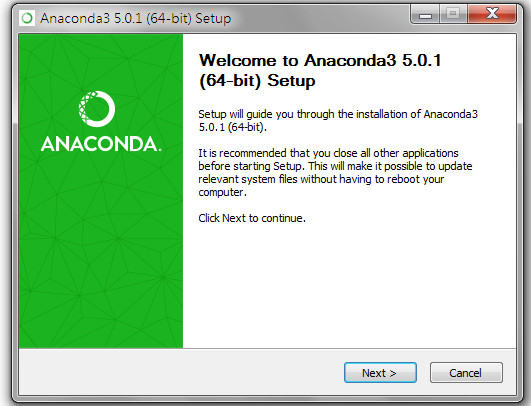 Anaconda3 5.0.1 (64-bit) Setup
Welcome to Anaconda3 5.0.1
(64-bit) Setup
Setup will guide you through the installation of Anaconda3
5.0.1 (64-bit).
It is recommended that you close all other applications
before starting Setup. This will make it possible to update
relevant system files without having to reboot your
computer.
Click Next to continue.
ANACONDA.
Next >
Cancel